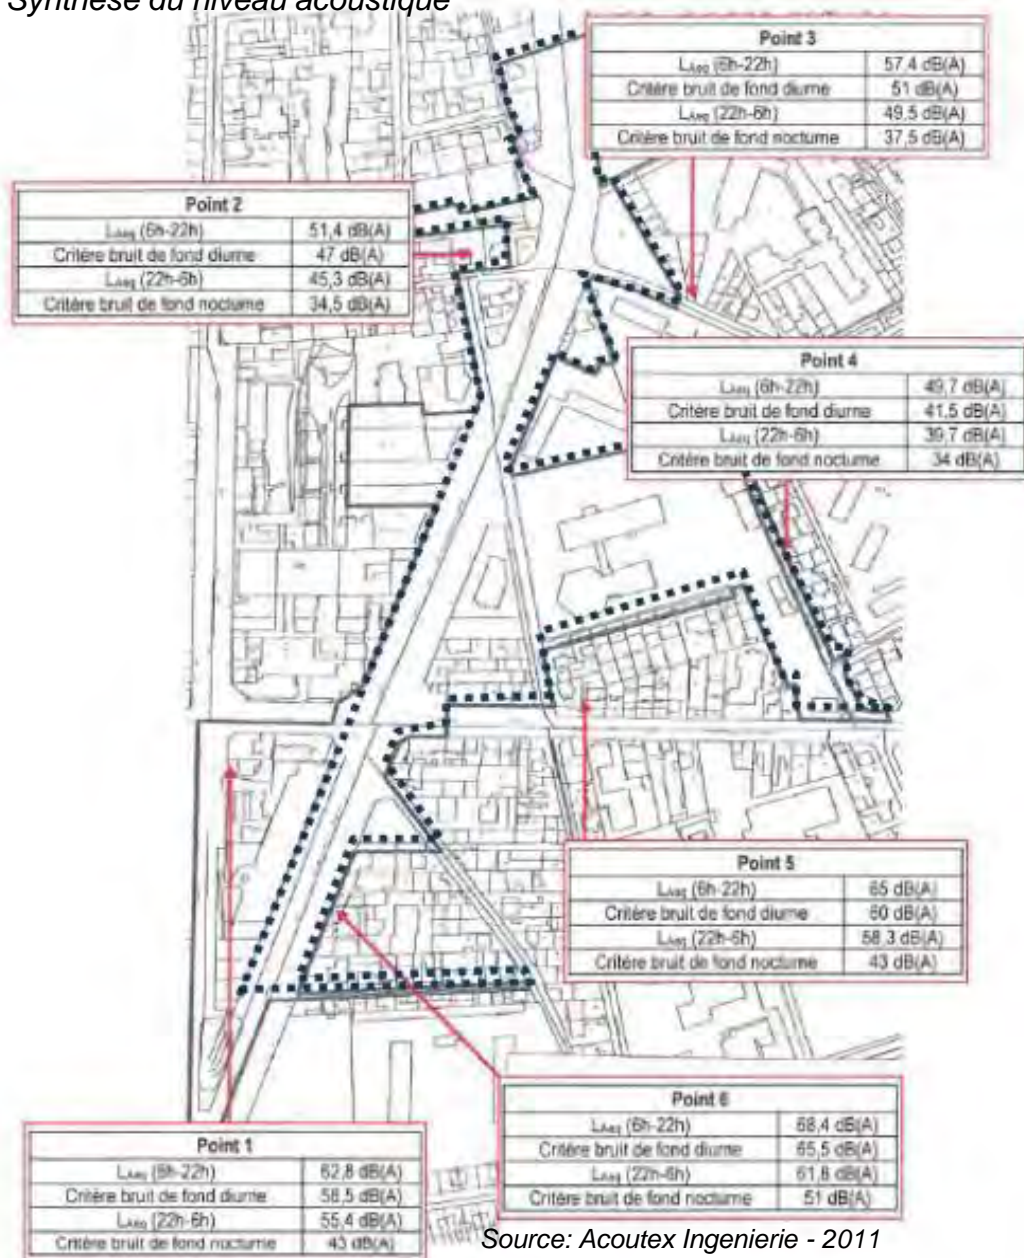 Synthèse du niveau acoustique
Point 3
LAeq (6h-22h) 57,4 dB(A)
Critère bruit de fond diurne 51 dB(A)
LAeq (22h-6h) 49,5 dB(A)
Critère bruit de fond nocturne 37,5 dB(A)
Point 2
LAeq (6h-22h) 51,4 dB(A)
Critère bruit de fond diurne 47 dB(A)
LAeq (22h-6h) 45,3 dB(A)
Critère bruit de fond nocturne 34,5 dB(A)
Point 4
LAeq (6h-22h) 49,7 dB(A)
Critère bruit de fond diurne 41,5 dB(A)
LAeq (22h-6h) 39,7 dB(A)
Critère bruit de fond nocturne 34 dB(A)
Point 5
LAeq (6h-22h) 65 dB(A)
Critère bruit de fond diurne 60 dB(A)
LAeq (22h-6h) 58,3 dB(A)
Critère bruit de fond nocturne 43 dB(A)
Point 6
LAeq (6h-22h) 68,4 dB(A)
Critère bruit de fond diurne 65,5 dB(A)
LAeq (22h-6h) 61,8 dB(A)
Critère bruit de fond nocturne 51 dB(A)
Point 1
LAeq (6h-22h) 62,8 dB(A)
Critère bruit de fond diurne 58,5 dB(A)
LAeq (22h-6h) 55,4 dB(A)
Critère bruit de fond nocturne 43 dB(A)
Source: Acoutex Ingenierie - 2011